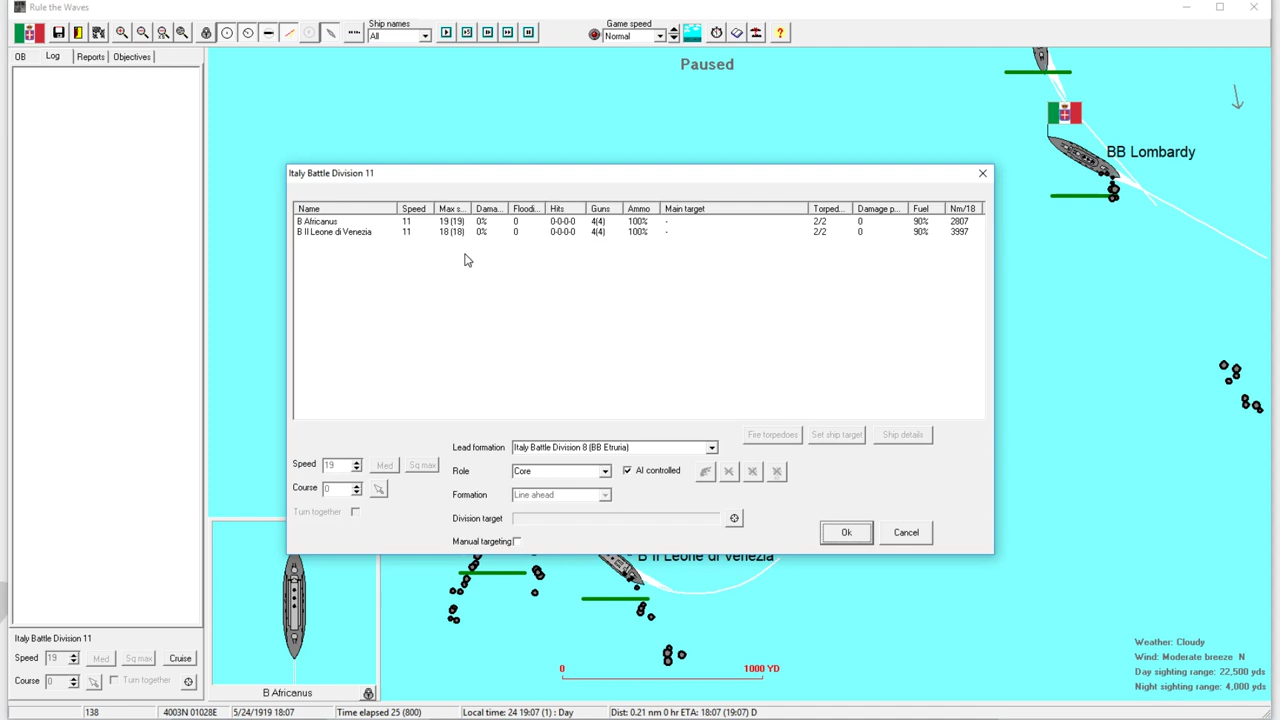 Rule the Waves
Ship names
All
Game speed
Normal
OB Log Reports Objectives
Paused
BB Lombardy
Italy Battle Division 11
Name Speed Max s... Dama... Floodi... Hits Guns Ammo Main target Torped... Damage p... Fuel Nm/18
B Africanus 11 19 (19) 0% 0 0-0-0-0 4(4) 100% - 2/2 0 90% 2807
B Il Leone di Venezia 11 18 (18) 0% 0 0-0-0-0 4(4) 100% - 2/2 0 90% 3997
Fire torpedoes Set ship target Ship details
Lead formation Italy Battle Division 8 (BB Etruria)
Speed 19 Med Sq max
Role Core AI controlled
Course 0
Formation Line ahead
Turn together
Division target
Manual targeting
Ok Cancel
B Il Leone di Venezia
Italy Battle Division 11
Speed 19 Med Sq max Cruise
Course 0 Turn together
B Africanus
0 1000 YD
Weather: Cloudy
Wind: Moderate breeze N
Day sighting range: 22,500 yds
Night sighting range: 4,000 yds
138 4003N 01028E 5/24/1919 18:07 Time elapsed 25 (800) Local time: 24 19:07 (1) : Day Dist: 0.21 nm 0 hr ETA: 18:07 (19:07) D